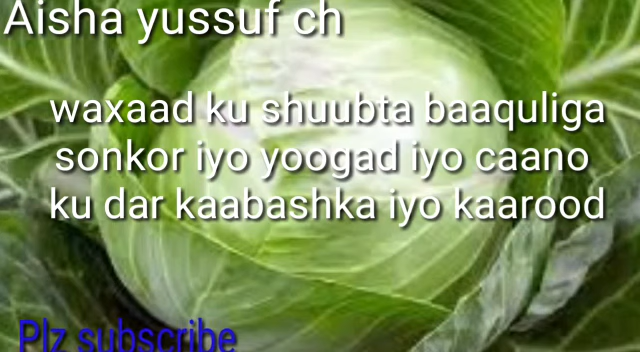 Aisha yussuf ch
waxaad ku shuubta baaquliga
sonkor iyo yoogad iyo caano
ku dar kaabashka iyo kaarood
Plz subscribe